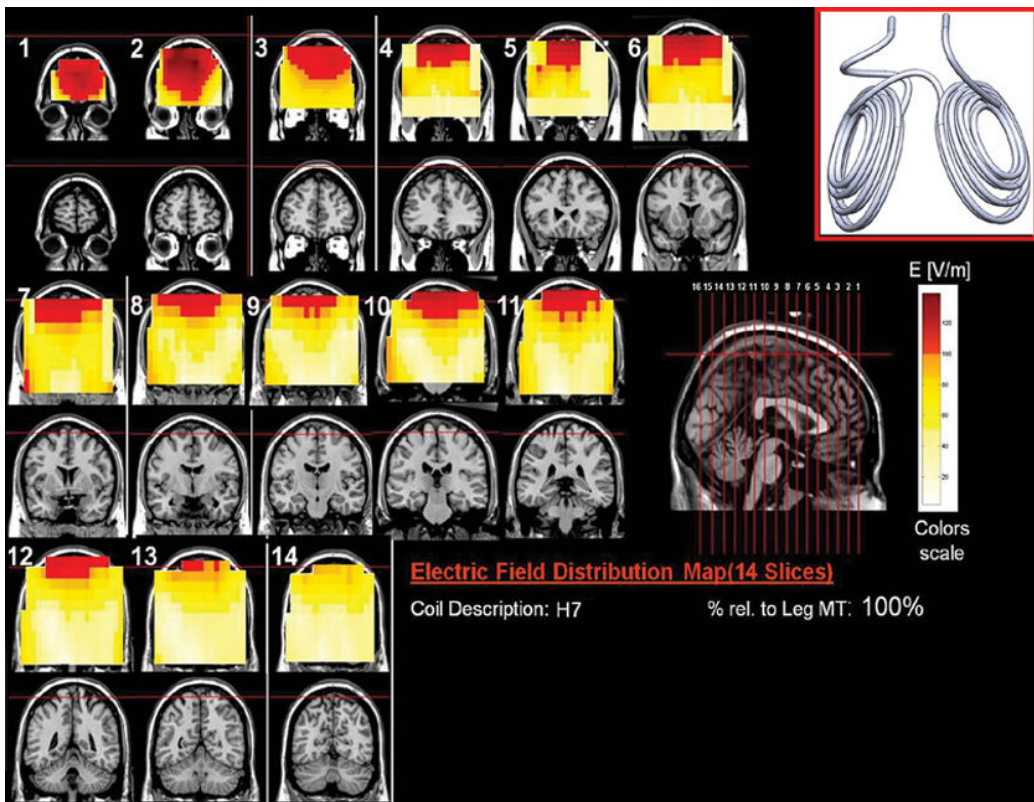 1 2 3 4 5 6
7 8 9 10 11
E [V/m]
16 15 14 13 12 11 10 9 8 7 6 5 4 3 2 1
120
100
80
60
40
20
Colors
scale
12 13 14
Electric Field Distribution Map(14 Slices)
Coil Description: H7 % rel. to Leg MT: 100%